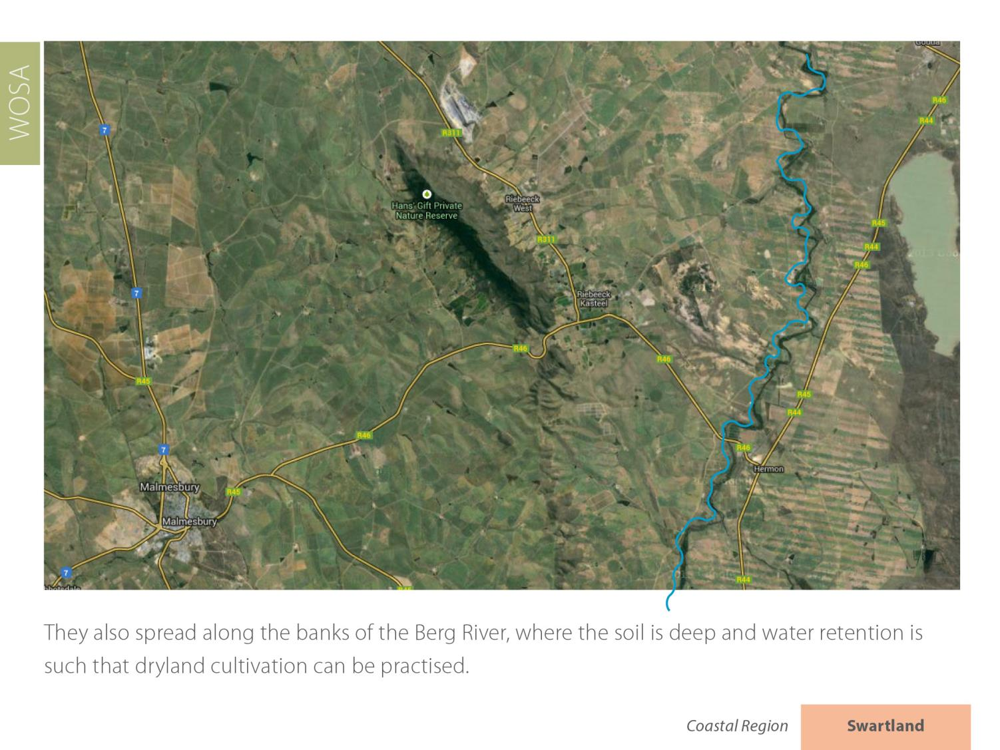 WOSA
Gouda
R46
R44
7
R311
Hans' Gift Private
Nature Reserve
Riebeeck
West
R45
R311
R44
R46
7
Riebeeck
Kasteel
R46
R46
R45
R45
R44
R46
7
R46
Hermon
Malmesbury
R45
Malmesbury
7
R44
R45
They also spread along the banks of the Berg River, where the soil is deep and water retention is
such that dryland cultivation can be practised.
Coastal Region
Swartland